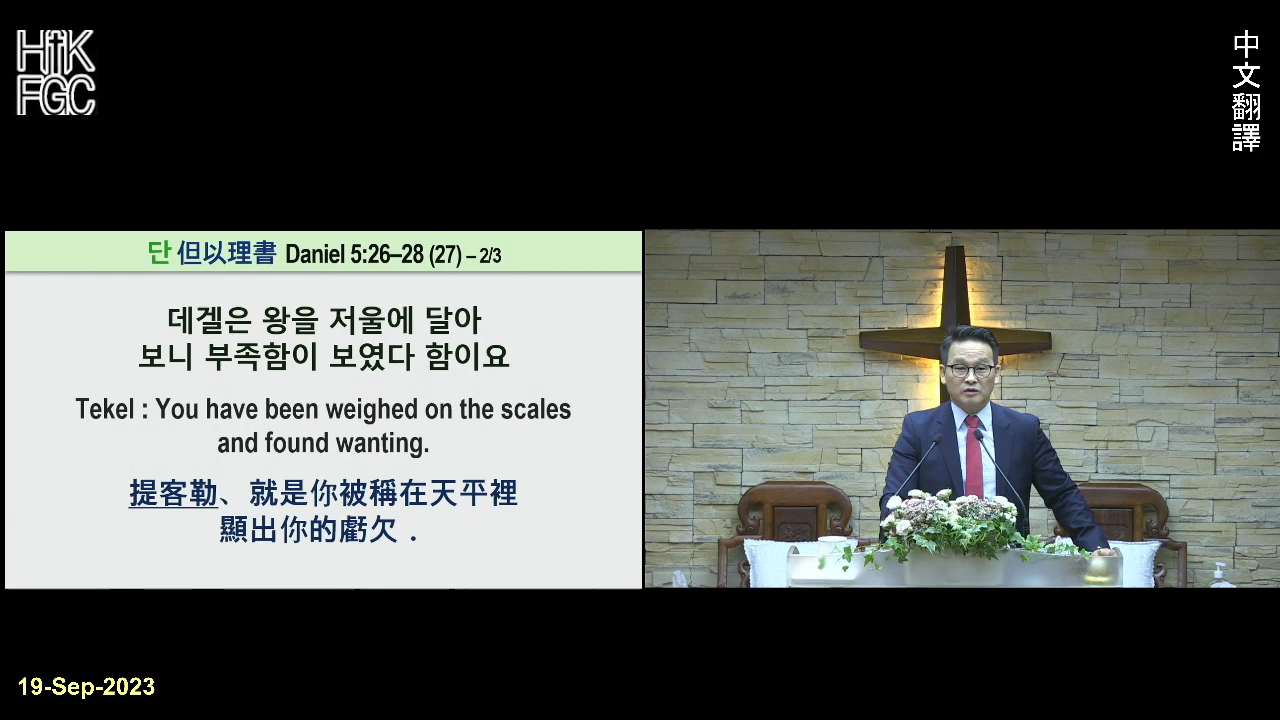 HfK
FGC
中文翻譯
단 但以理書 Daniel 5:26–28 (27) – 2/3
데겔은 왕을 저울에 달아
보니 부족함이 보였다 함이요
Tekel : You have been weighed on the scales
and found wanting.
提客勒、就是你被稱在天平裡
顯出你的虧欠．
19-Sep-2023